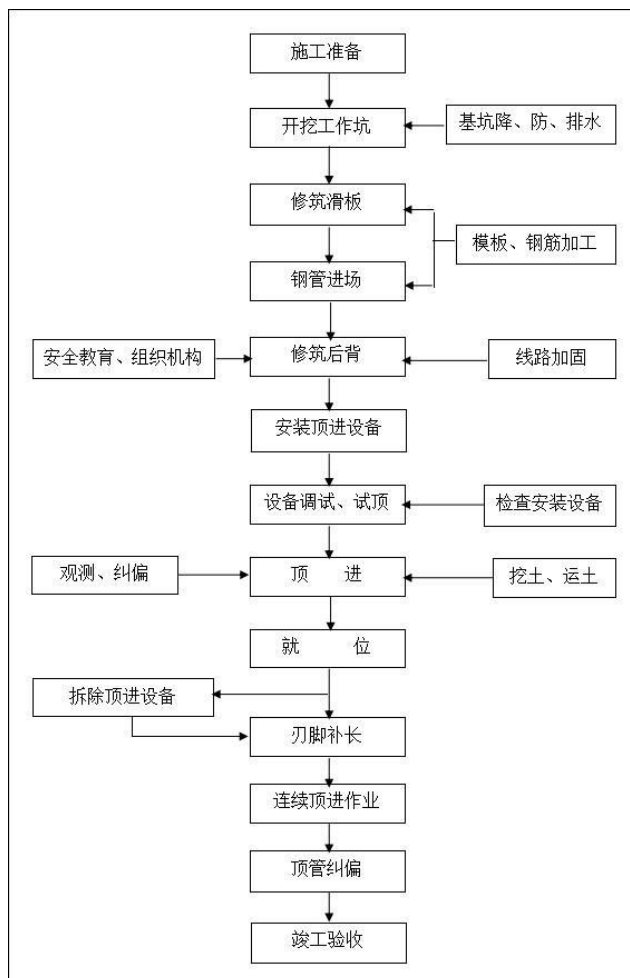 施工准备
开挖工作坑
基坑降、防、排水
修筑滑板
模板、钢筋加工
钢管进场
安全教育、组织机构
修筑后背
线路加固
安装顶进设备
设备调试、试顶
检查安装设备
观测、纠偏
顶 进
挖土、运土
就 位
拆除顶进设备
刃脚补长
连续顶进作业
顶管纠偏
竣工验收